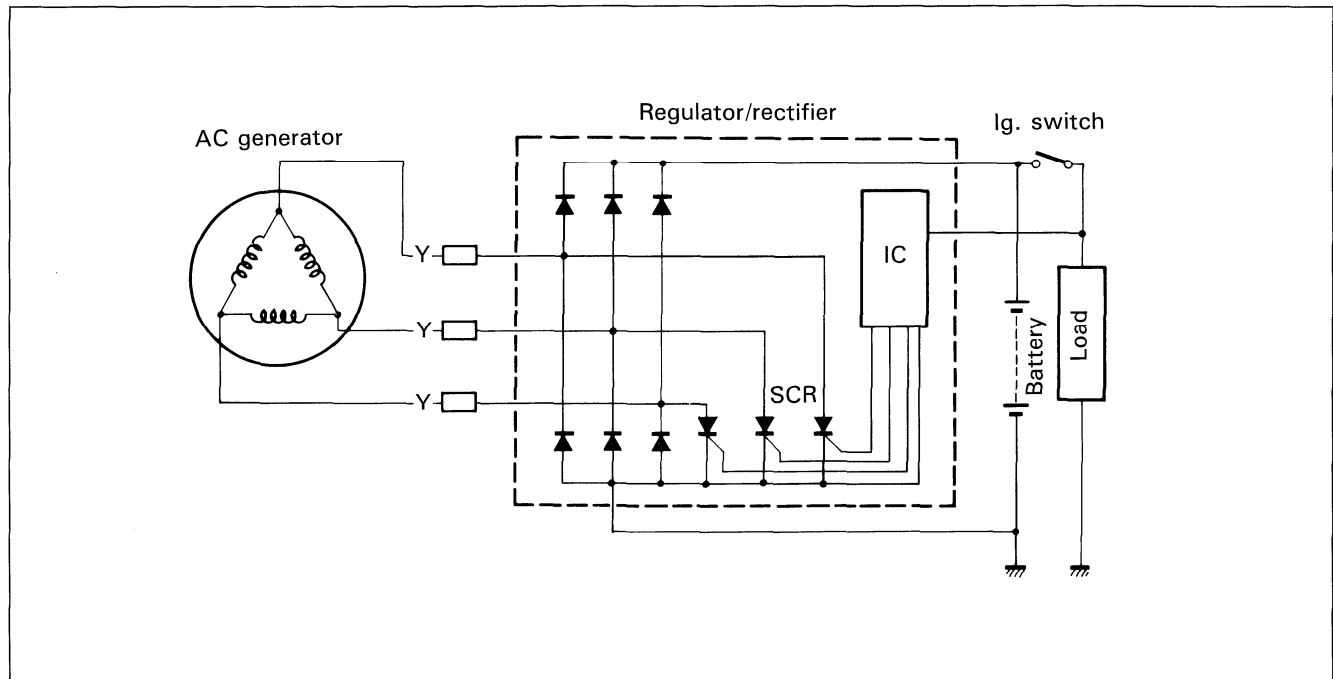 Regulator/rectifier
Ig. switch
AC generator
Y
IC
Y
Load
Battery
SCR
Y